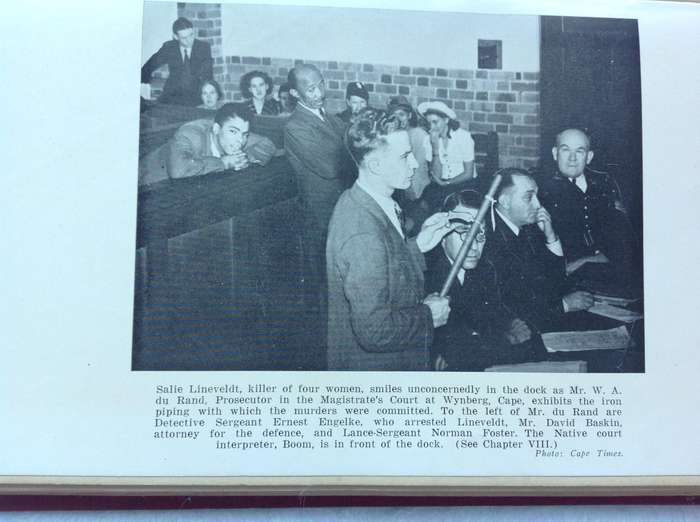 Salie Lineveldt, killer of four women, smiles unconcernedly in the dock as Mr. W. A.
du Rand, Prosecutor in the Magistrate's Court at Wynberg, Cape, exhibits the iron
piping with which the murders were committed. To the left of Mr. du Rand are
Detective Sergeant Ernest Engelke, who arrested Lineveldt, Mr. David Baskin,
attorney for the defence, and Lance-Sergeant Norman Foster. The Native court
interpreter, Boom, is in front of the dock. (See Chapter VIII.)
Photo: Cape Times.